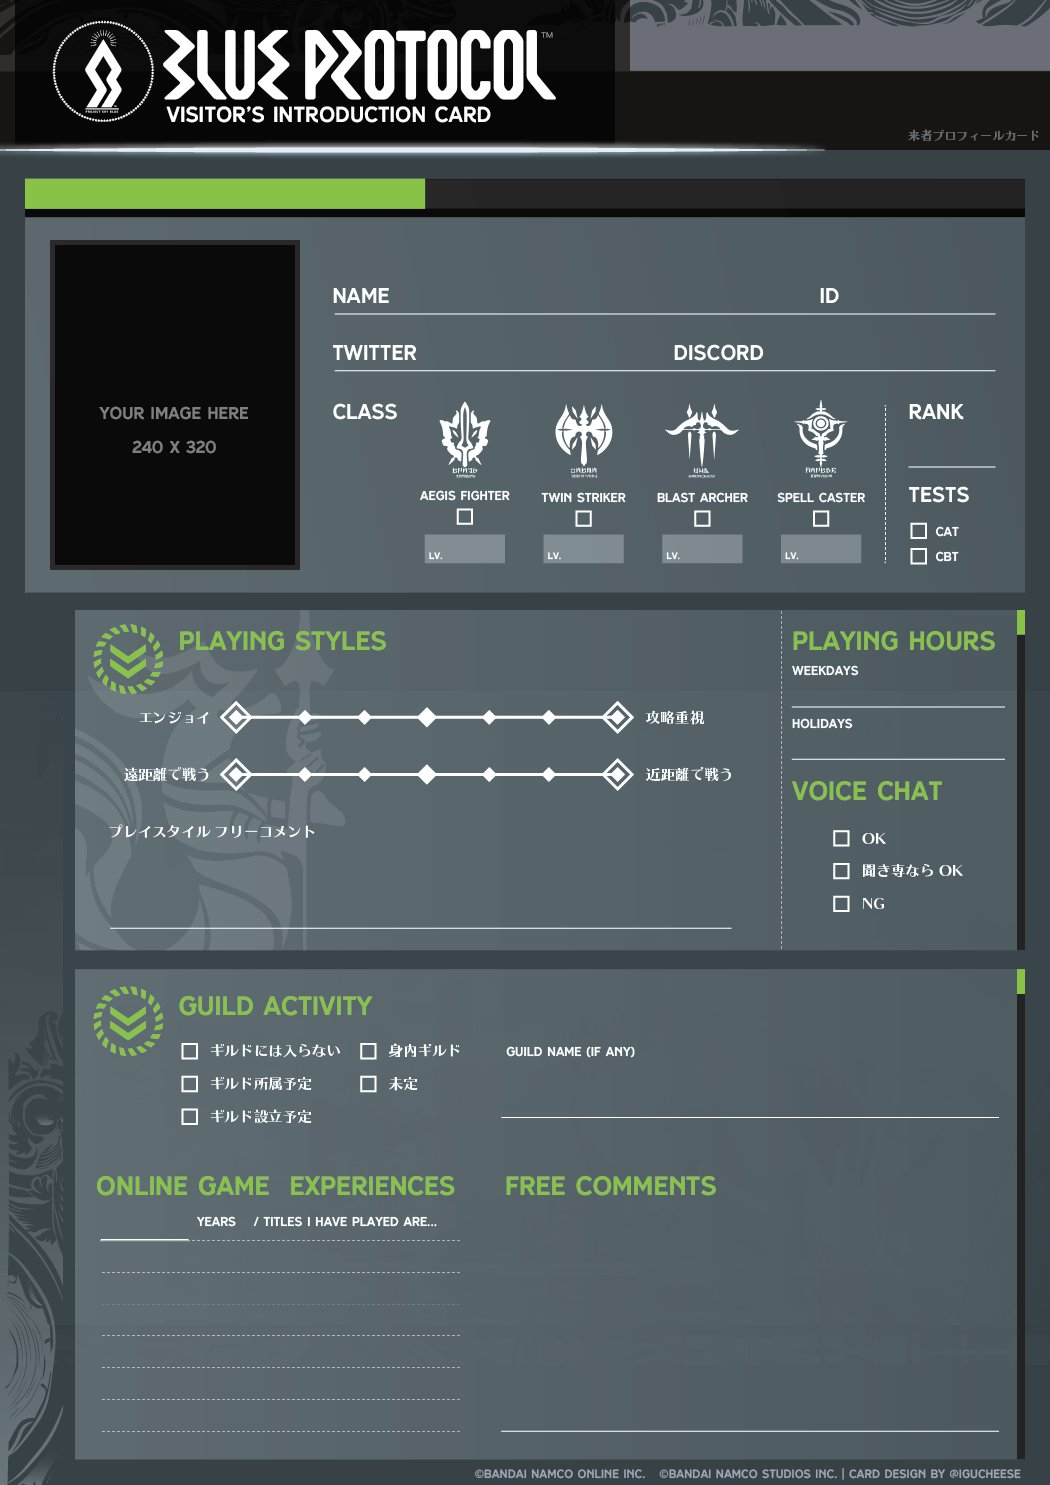 BLUE PROTOCOL™
PROJECT SKY BLUE
VISITOR'S INTRODUCTION CARD
来者プロフィールカード
YOUR IMAGE HERE
240 X 320
NAME ID
TWITTER DISCORD
CLASS RANK
AEGIS FIGHTER TWIN STRIKER BLAST ARCHER SPELL CASTER
TESTS
CAT
CBT
LV. LV. LV. LV.
PLAYING STYLES
エンジョイ 攻略重視
遠距離で戦う 近距離で戦う
プレイスタイル フリーコメント
PLAYING HOURS
WEEKDAYS
HOLIDAYS
VOICE CHAT
OK
聞き専なら OK
NG
GUILD ACTIVITY
ギルドには入らない 身内ギルド
ギルド所属予定 未定
ギルド設立予定
GUILD NAME (IF ANY)
ONLINE GAME EXPERIENCES
YEARS / TITLES I HAVE PLAYED ARE...
FREE COMMENTS
©BANDAI NAMCO ONLINE INC. ©BANDAI NAMCO STUDIOS INC. | CARD DESIGN BY @IGUCHEESE